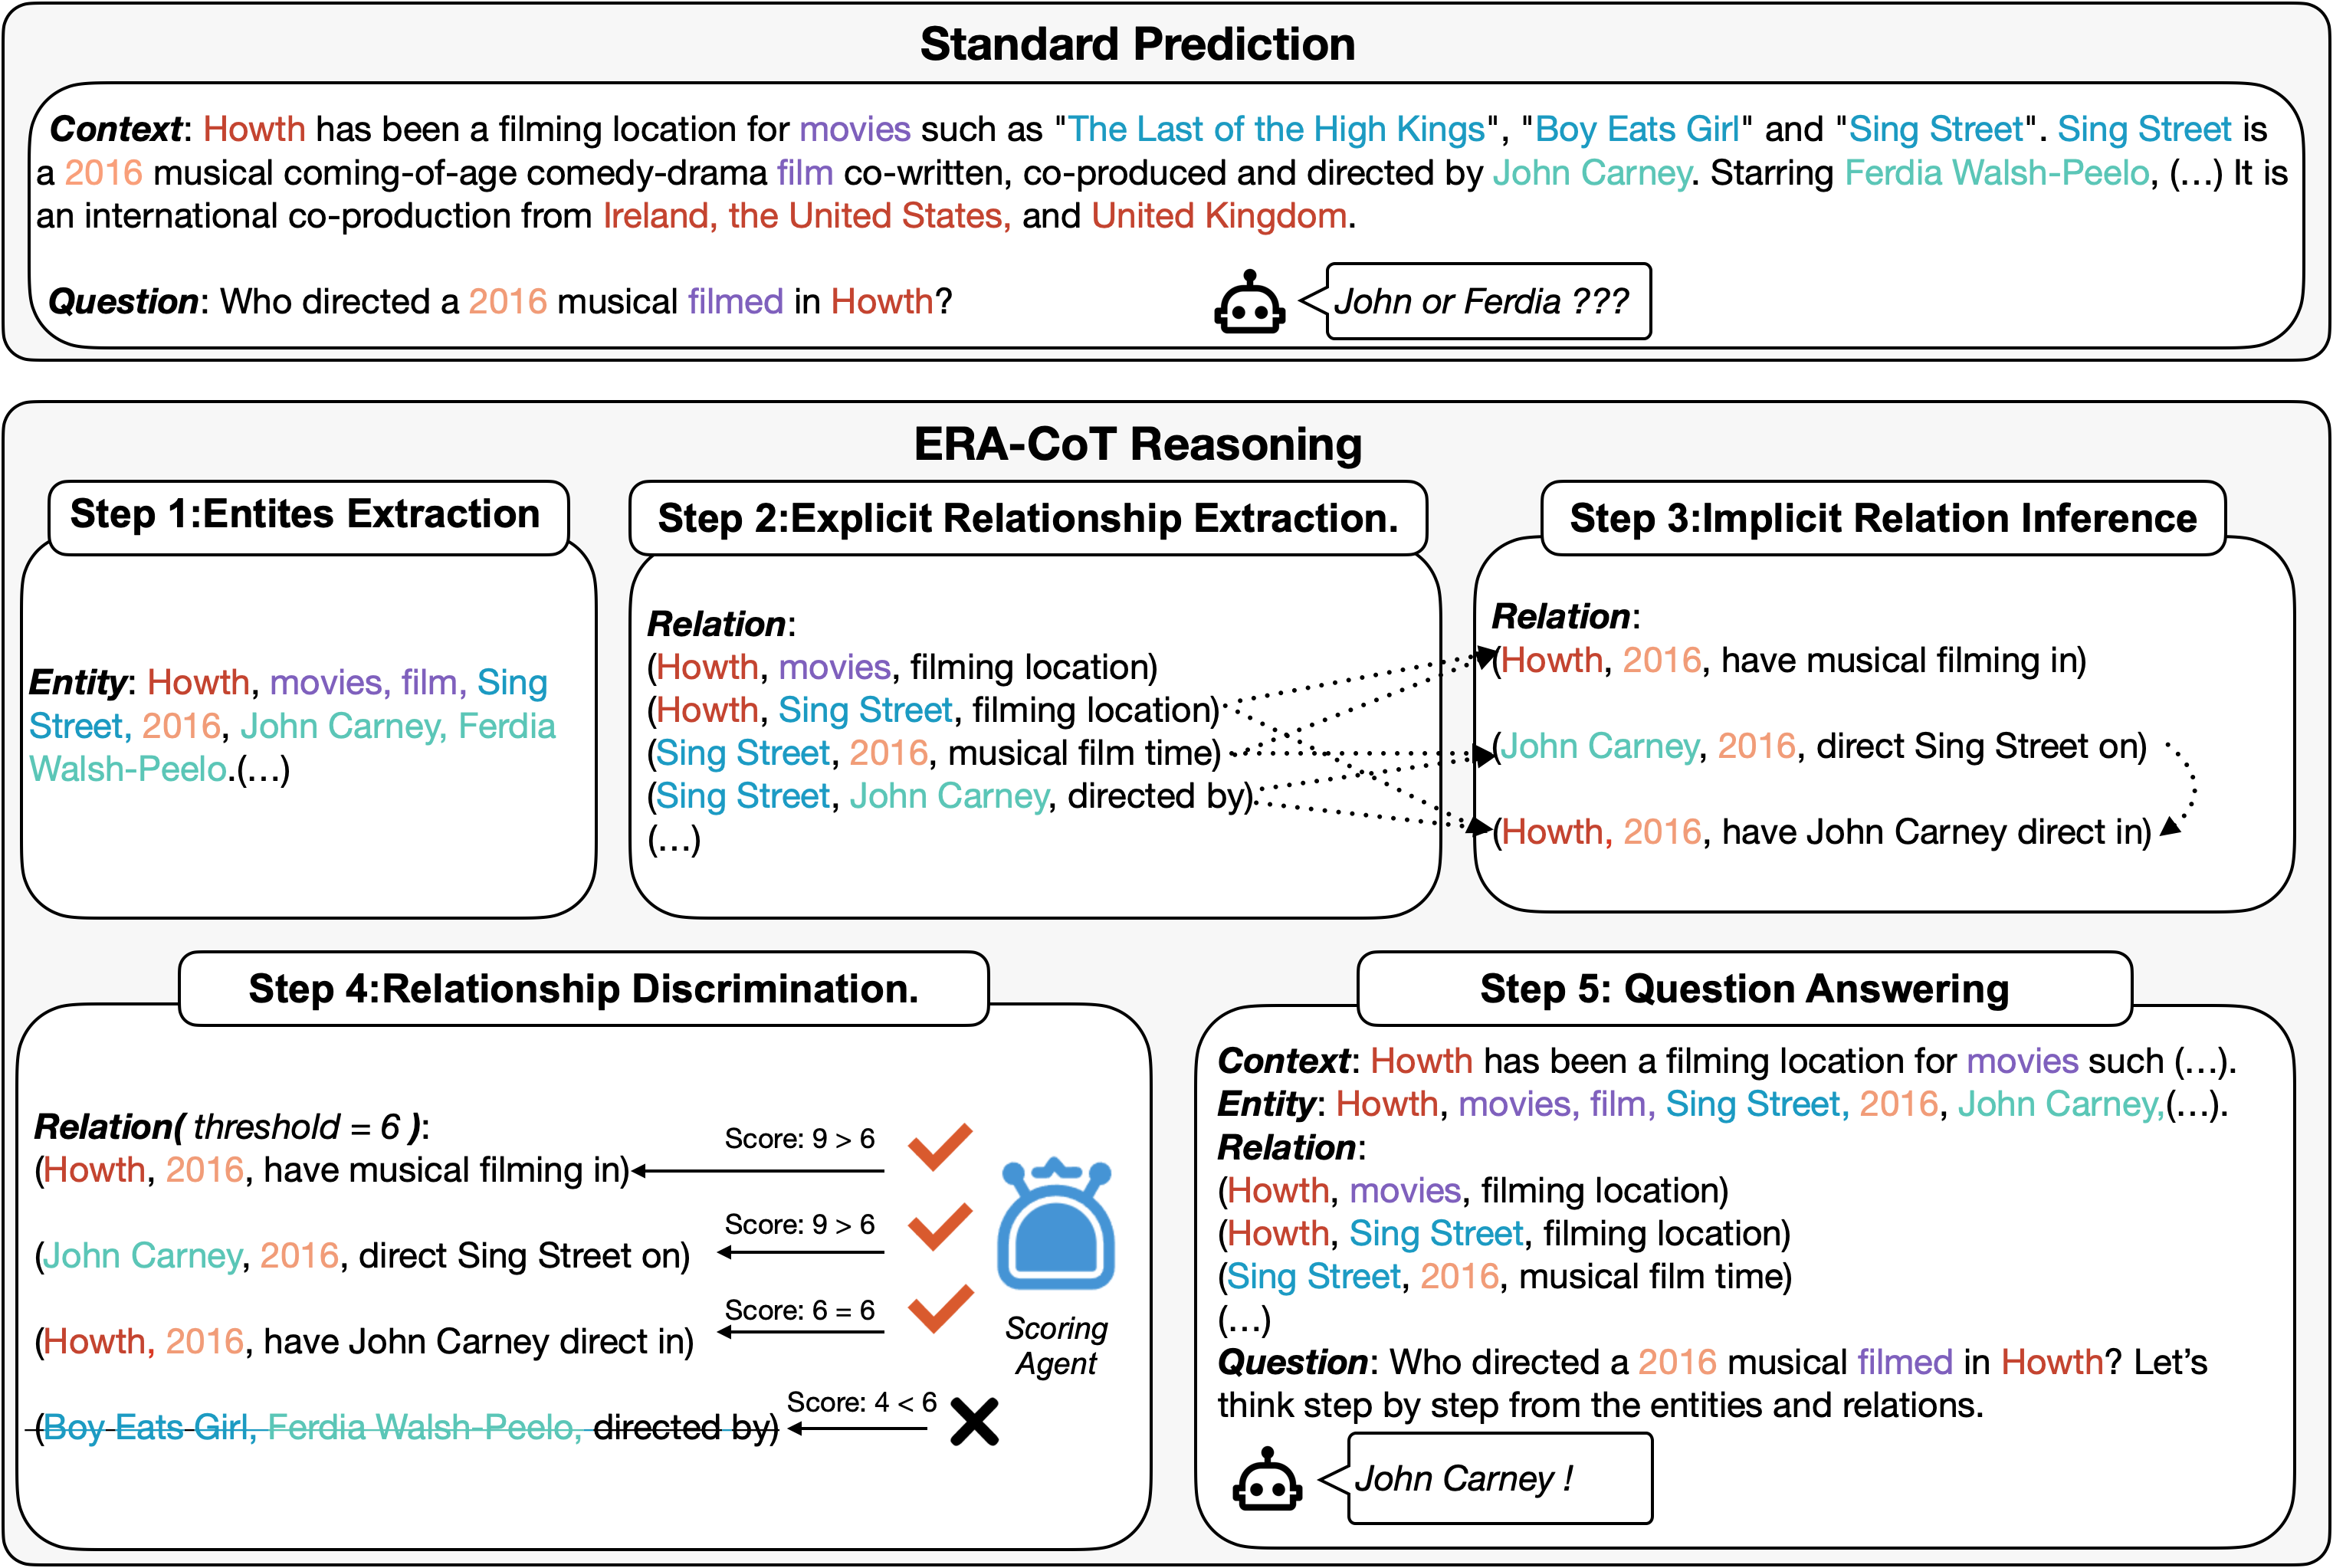 Standard Prediction
Context: Howth has been a filming location for movies such as "The Last of the High Kings", "Boy Eats Girl" and "Sing Street". Sing Street is
a 2016 musical coming-of-age comedy-drama film co-written, co-produced and directed by John Carney. Starring Ferdia Walsh-Peelo, (...) It is
an international co-production from Ireland, the United States, and United Kingdom.
Question: Who directed a 2016 musical filmed in Howth?
John or Ferdia ???
ERA-CoT Reasoning
Step 1:Entites Extraction
Entity: Howth, movies, film, Sing
Street, 2016, John Carney, Ferdia
Walsh-Peelo.(...)
Step 2:Explicit Relationship Extraction.
Relation:
(Howth, movies, filming location)
(Howth, Sing Street, filming location)
(Sing Street, 2016, musical film time)
(Sing Street, John Carney, directed by)
(...)
Step 3:Implicit Relation Inference
Relation:
(Howth, 2016, have musical filming in)
(John Carney, 2016, direct Sing Street on)
(Howth, 2016, have John Carney direct in)
Step 4:Relationship Discrimination.
Relation( threshold = 6 ):
(Howth, 2016, have musical filming in)
Score: 9 > 6
(John Carney, 2016, direct Sing Street on)
Score: 9 > 6
(Howth, 2016, have John Carney direct in)
Score: 6 = 6
(Boy Eats Girl, Ferdia Walsh-Peelo, directed by)
Score: 4 < 6
Scoring
Agent
Step 5: Question Answering
Context: Howth has been a filming location for movies such (...).
Entity: Howth, movies, film, Sing Street, 2016, John Carney,(...).
Relation:
(Howth, movies, filming location)
(Howth, Sing Street, filming location)
(Sing Street, 2016, musical film time)
(...)
Question: Who directed a 2016 musical filmed in Howth? Let's
think step by step from the entities and relations.
John Carney !